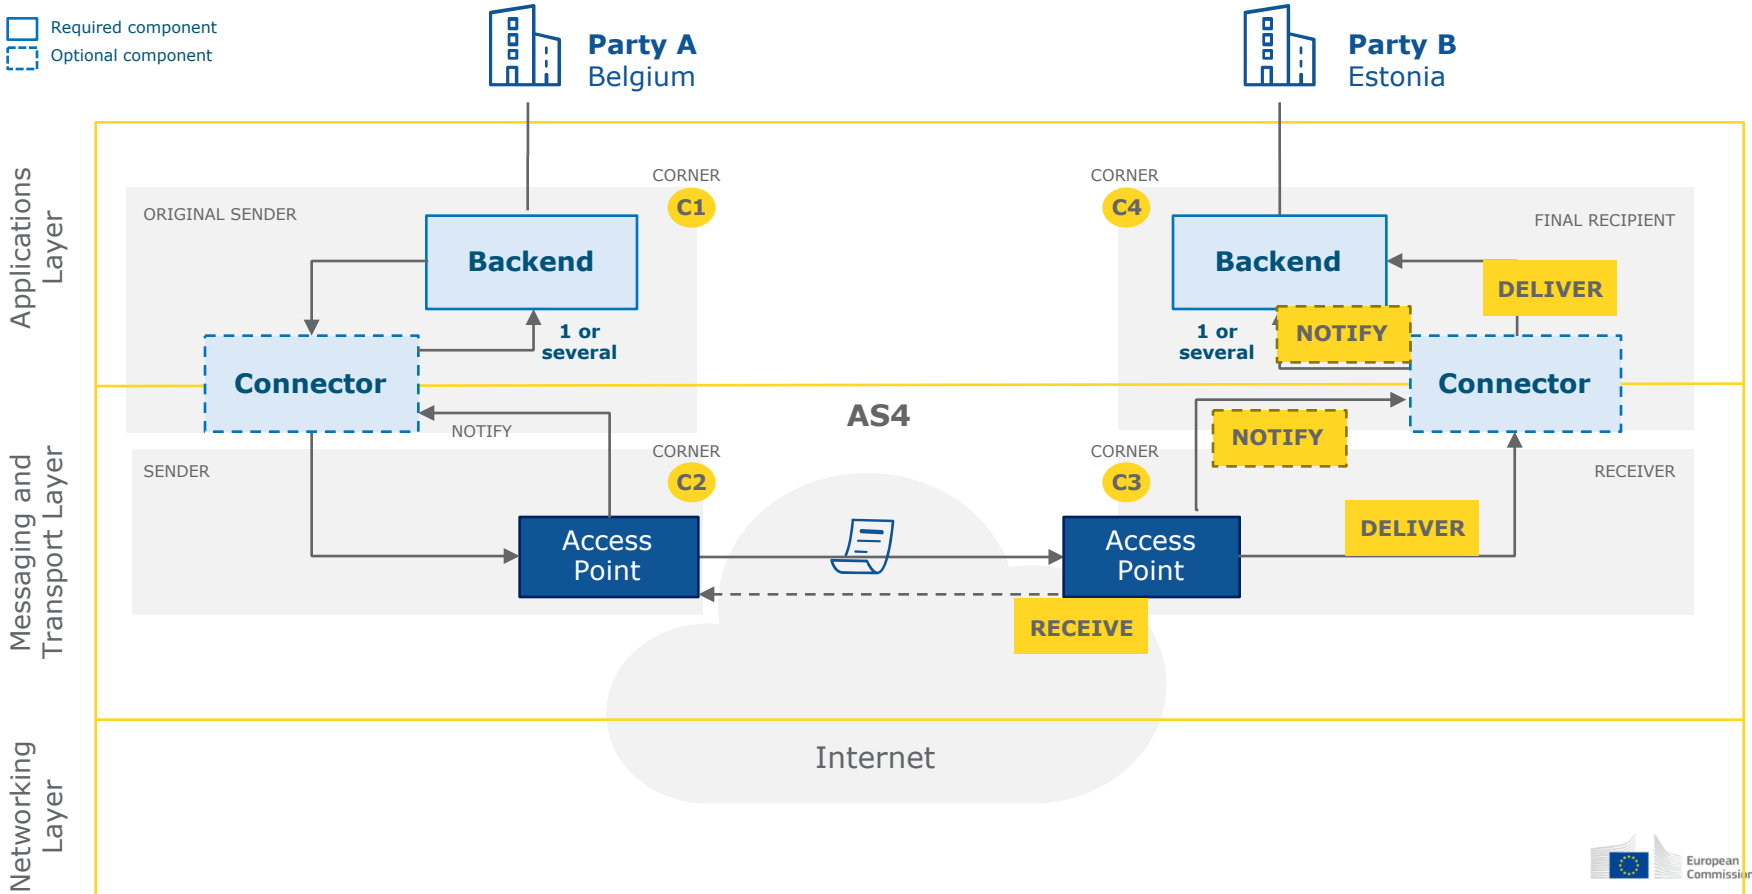 Required component
Optional component
Party A
Belgium
Party B
Estonia
Applications
Layer
CORNER
C1
ORIGINAL SENDER
Backend
1 or
several
Connector
NOTIFY
CORNER
C4
FINAL RECIPIENT
Backend
DELIVER
1 or
several
NOTIFY
Connector
AS4
NOTIFY
Messaging and
Transport Layer
SENDER
CORNER
C2
Access
Point
CORNER
C3
RECEIVER
Access
Point
DELIVER
RECEIVE
Networking
Layer
Internet
European
Commission